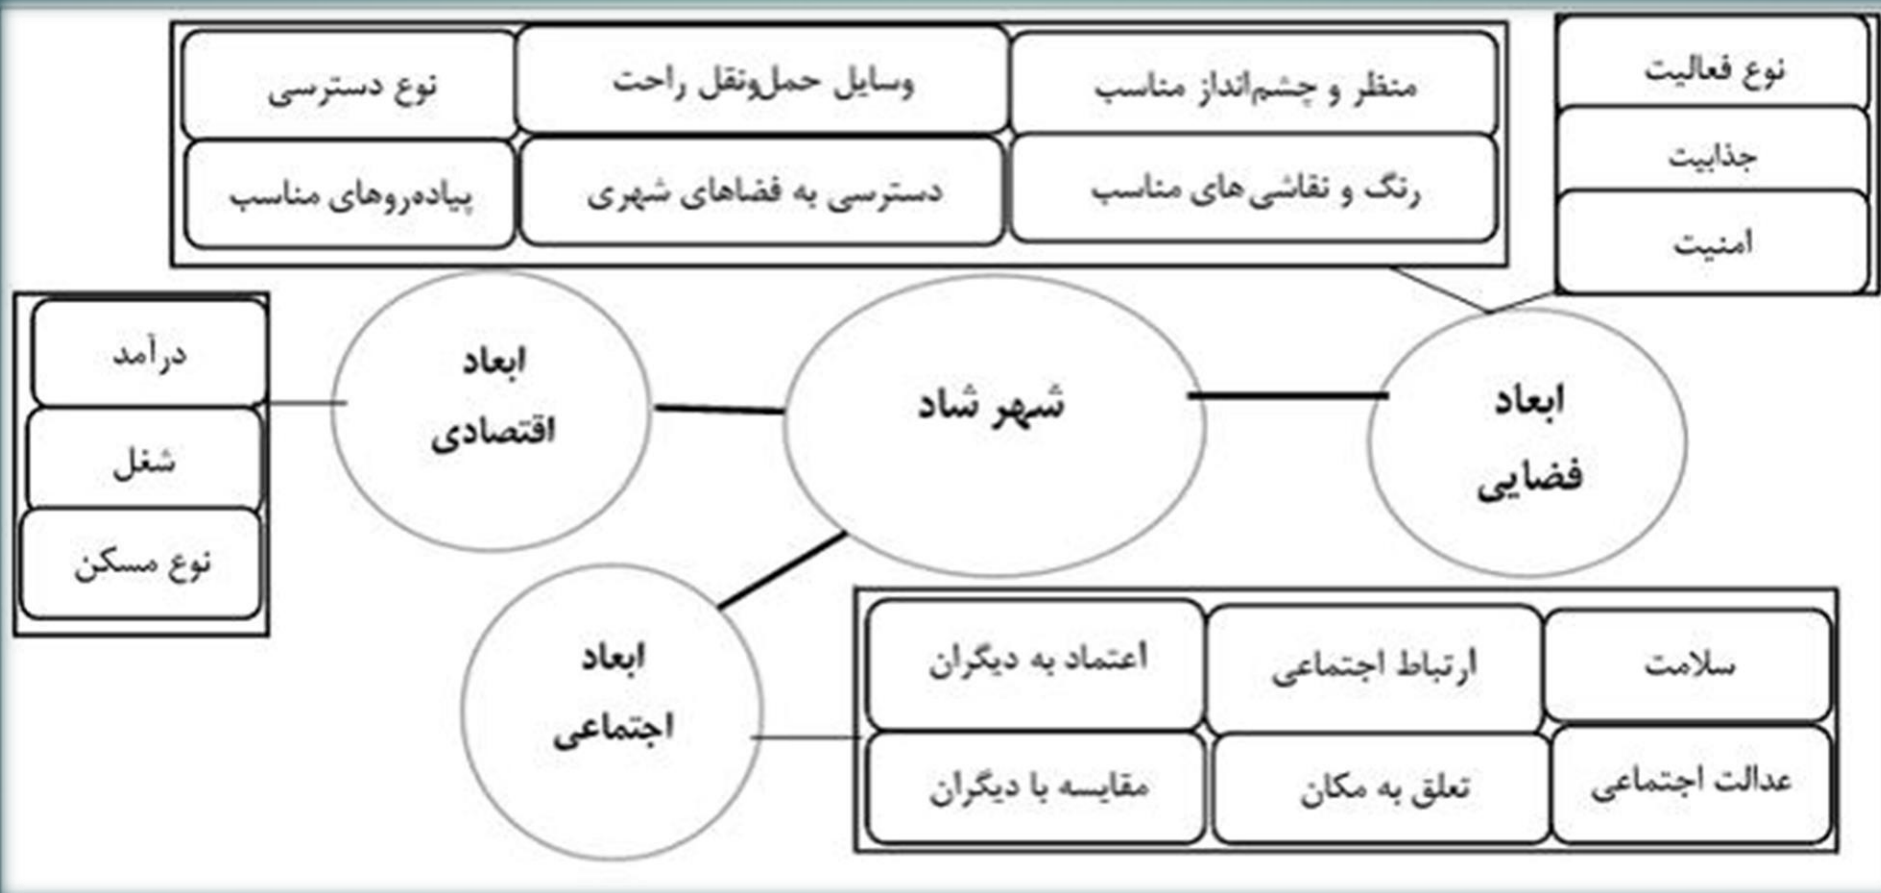 نوع فعالیت
جذابیت
امنیت
منظر و چشم‌انداز مناسب
وسایل حمل‌ونقل راحت
نوع دسترسی
رنگ و نقاشی‌های مناسب
دسترسی به فضاهای شهری
پیاده‌روهای مناسب
ابعاد
فضایی
شهر شاد
ابعاد
اقتصادی
درآمد
شغل
نوع مسکن
ابعاد
اجتماعی
سلامت
ارتباط اجتماعی
اعتماد به دیگران
عدالت اجتماعی
تعلق به مکان
مقایسه با دیگران